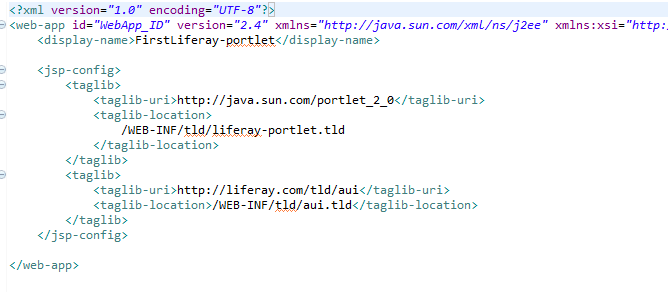 <?xml version="1.0" encoding="UTF-8"?>
<web-app id="WebApp_ID" version="2.4" xmlns="http://java.sun.com/xml/ns/j2ee" xmlns:xsi="http:
<display-name>FirstLiferay-portlet</display-name>
<jsp-config>
<taglib>
<taglib-uri>http://java.sun.com/portlet_2_0</taglib-uri>
<taglib-location>
/WEB-INF/tld/liferay-portlet.tld
</taglib-location>
</taglib>
<taglib>
<taglib-uri>http://liferay.com/tld/aui</taglib-uri>
<taglib-location>/WEB-INF/tld/aui.tld</taglib-location>
</taglib>
</jsp-config>
</web-app>